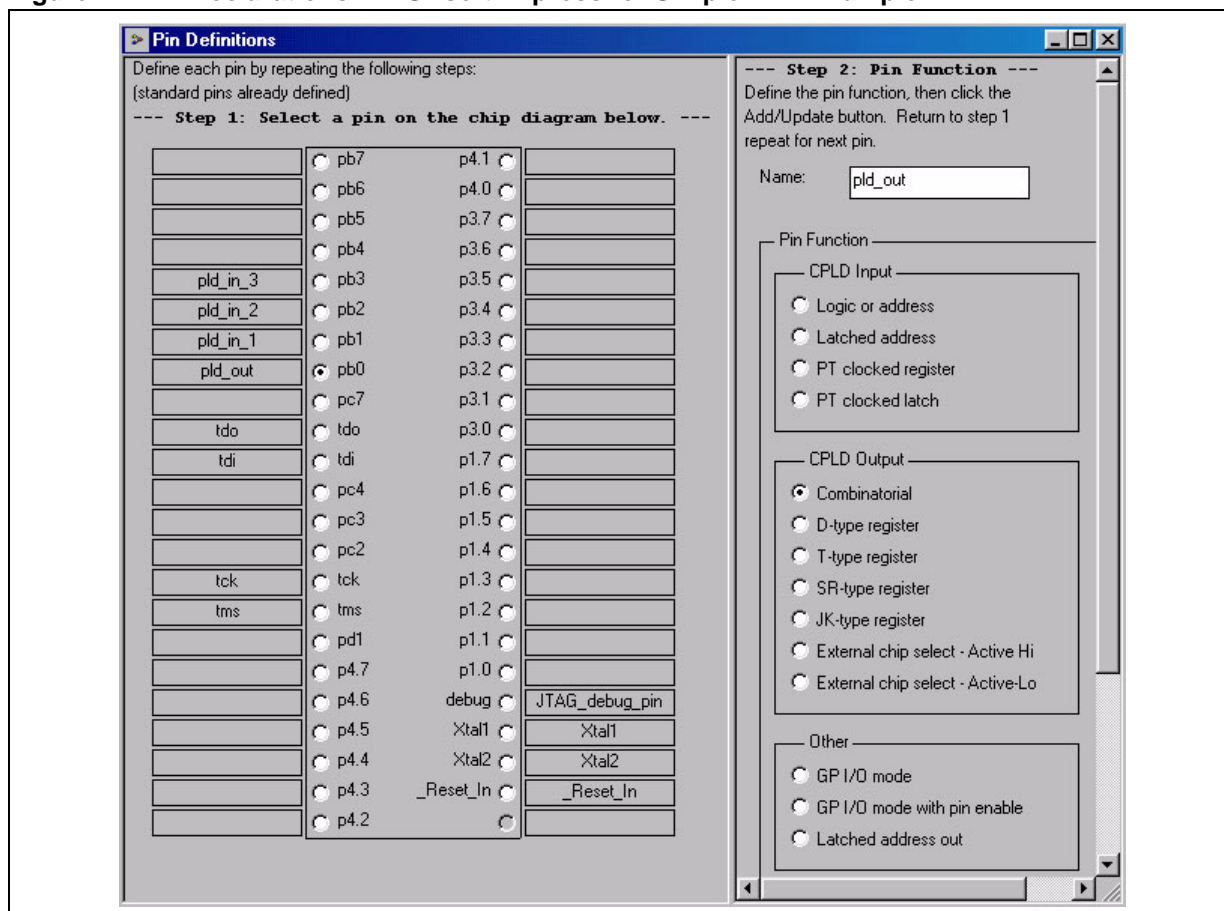 Pin Definitions
Define each pin by repeating the following steps:
(standard pins already defined)
--- Step 1: Select a pin on the chip diagram below. ---
pb7 p4.1
pb6 p4.0
pb5 p3.7
pb4 p3.6
pld_in_3 pb3 p3.5
pld_in_2 pb2 p3.4
pld_in_1 pb1 p3.3
pld_out pb0 p3.2
pc7 p3.1
tdo tdo p3.0
tdi tdi p1.7
pc4 p1.6
pc3 p1.5
pc2 p1.4
tck tck p1.3
tms tms p1.2
pd1 p1.1
p4.7 p1.0
p4.6 debug JTAG_debug_pin
p4.5 Xtal1 Xtal1
p4.4 Xtal2 Xtal2
p4.3 _Reset_In _Reset_In
p4.2
--- Step 2: Pin Function ---
Define the pin function, then click the
Add/Update button. Return to step 1
repeat for next pin.
Name: pld_out
Pin Function
CPLD Input
Logic or address
Latched address
PT clocked register
PT clocked latch
CPLD Output
Combinatorial
D-type register
T-type register
SR-type register
JK-type register
External chip select - Active Hi
External chip select - Active-Lo
Other
GP I/O mode
GP I/O mode with pin enable
Latched address out